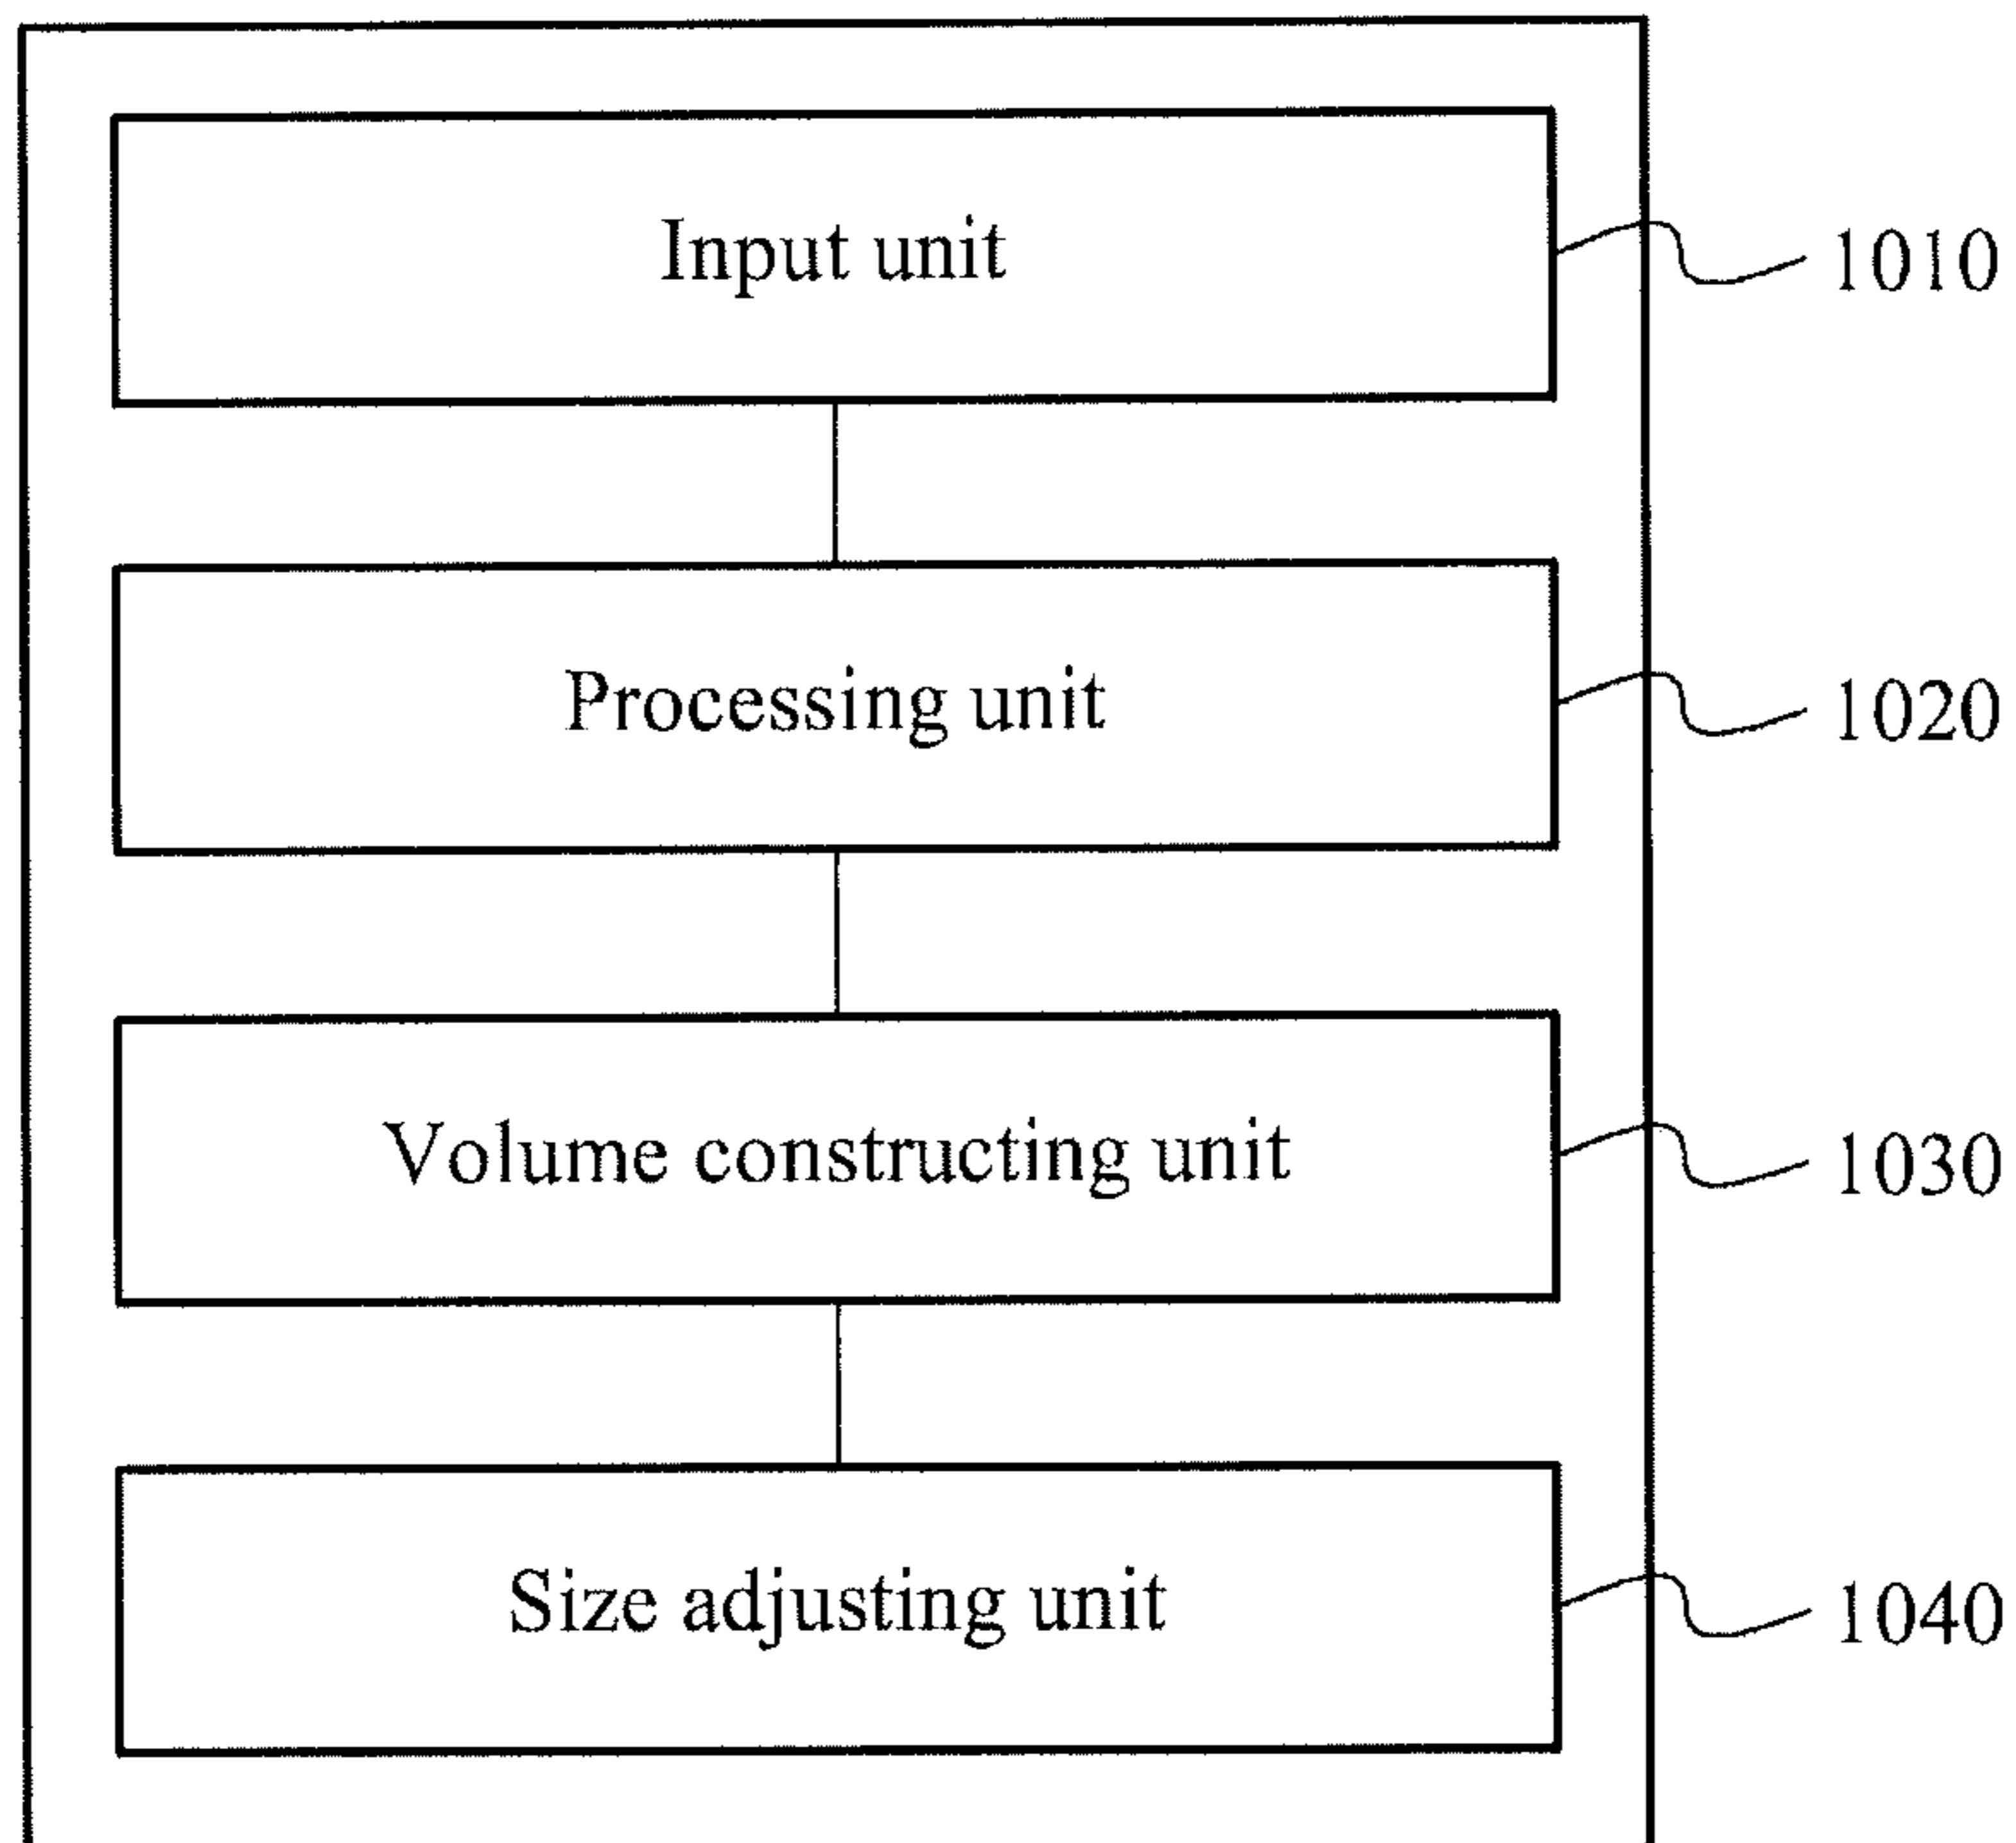 Input unit
1010
Processing unit
1020
Volume constructing unit
1030
Size adjusting unit
1040